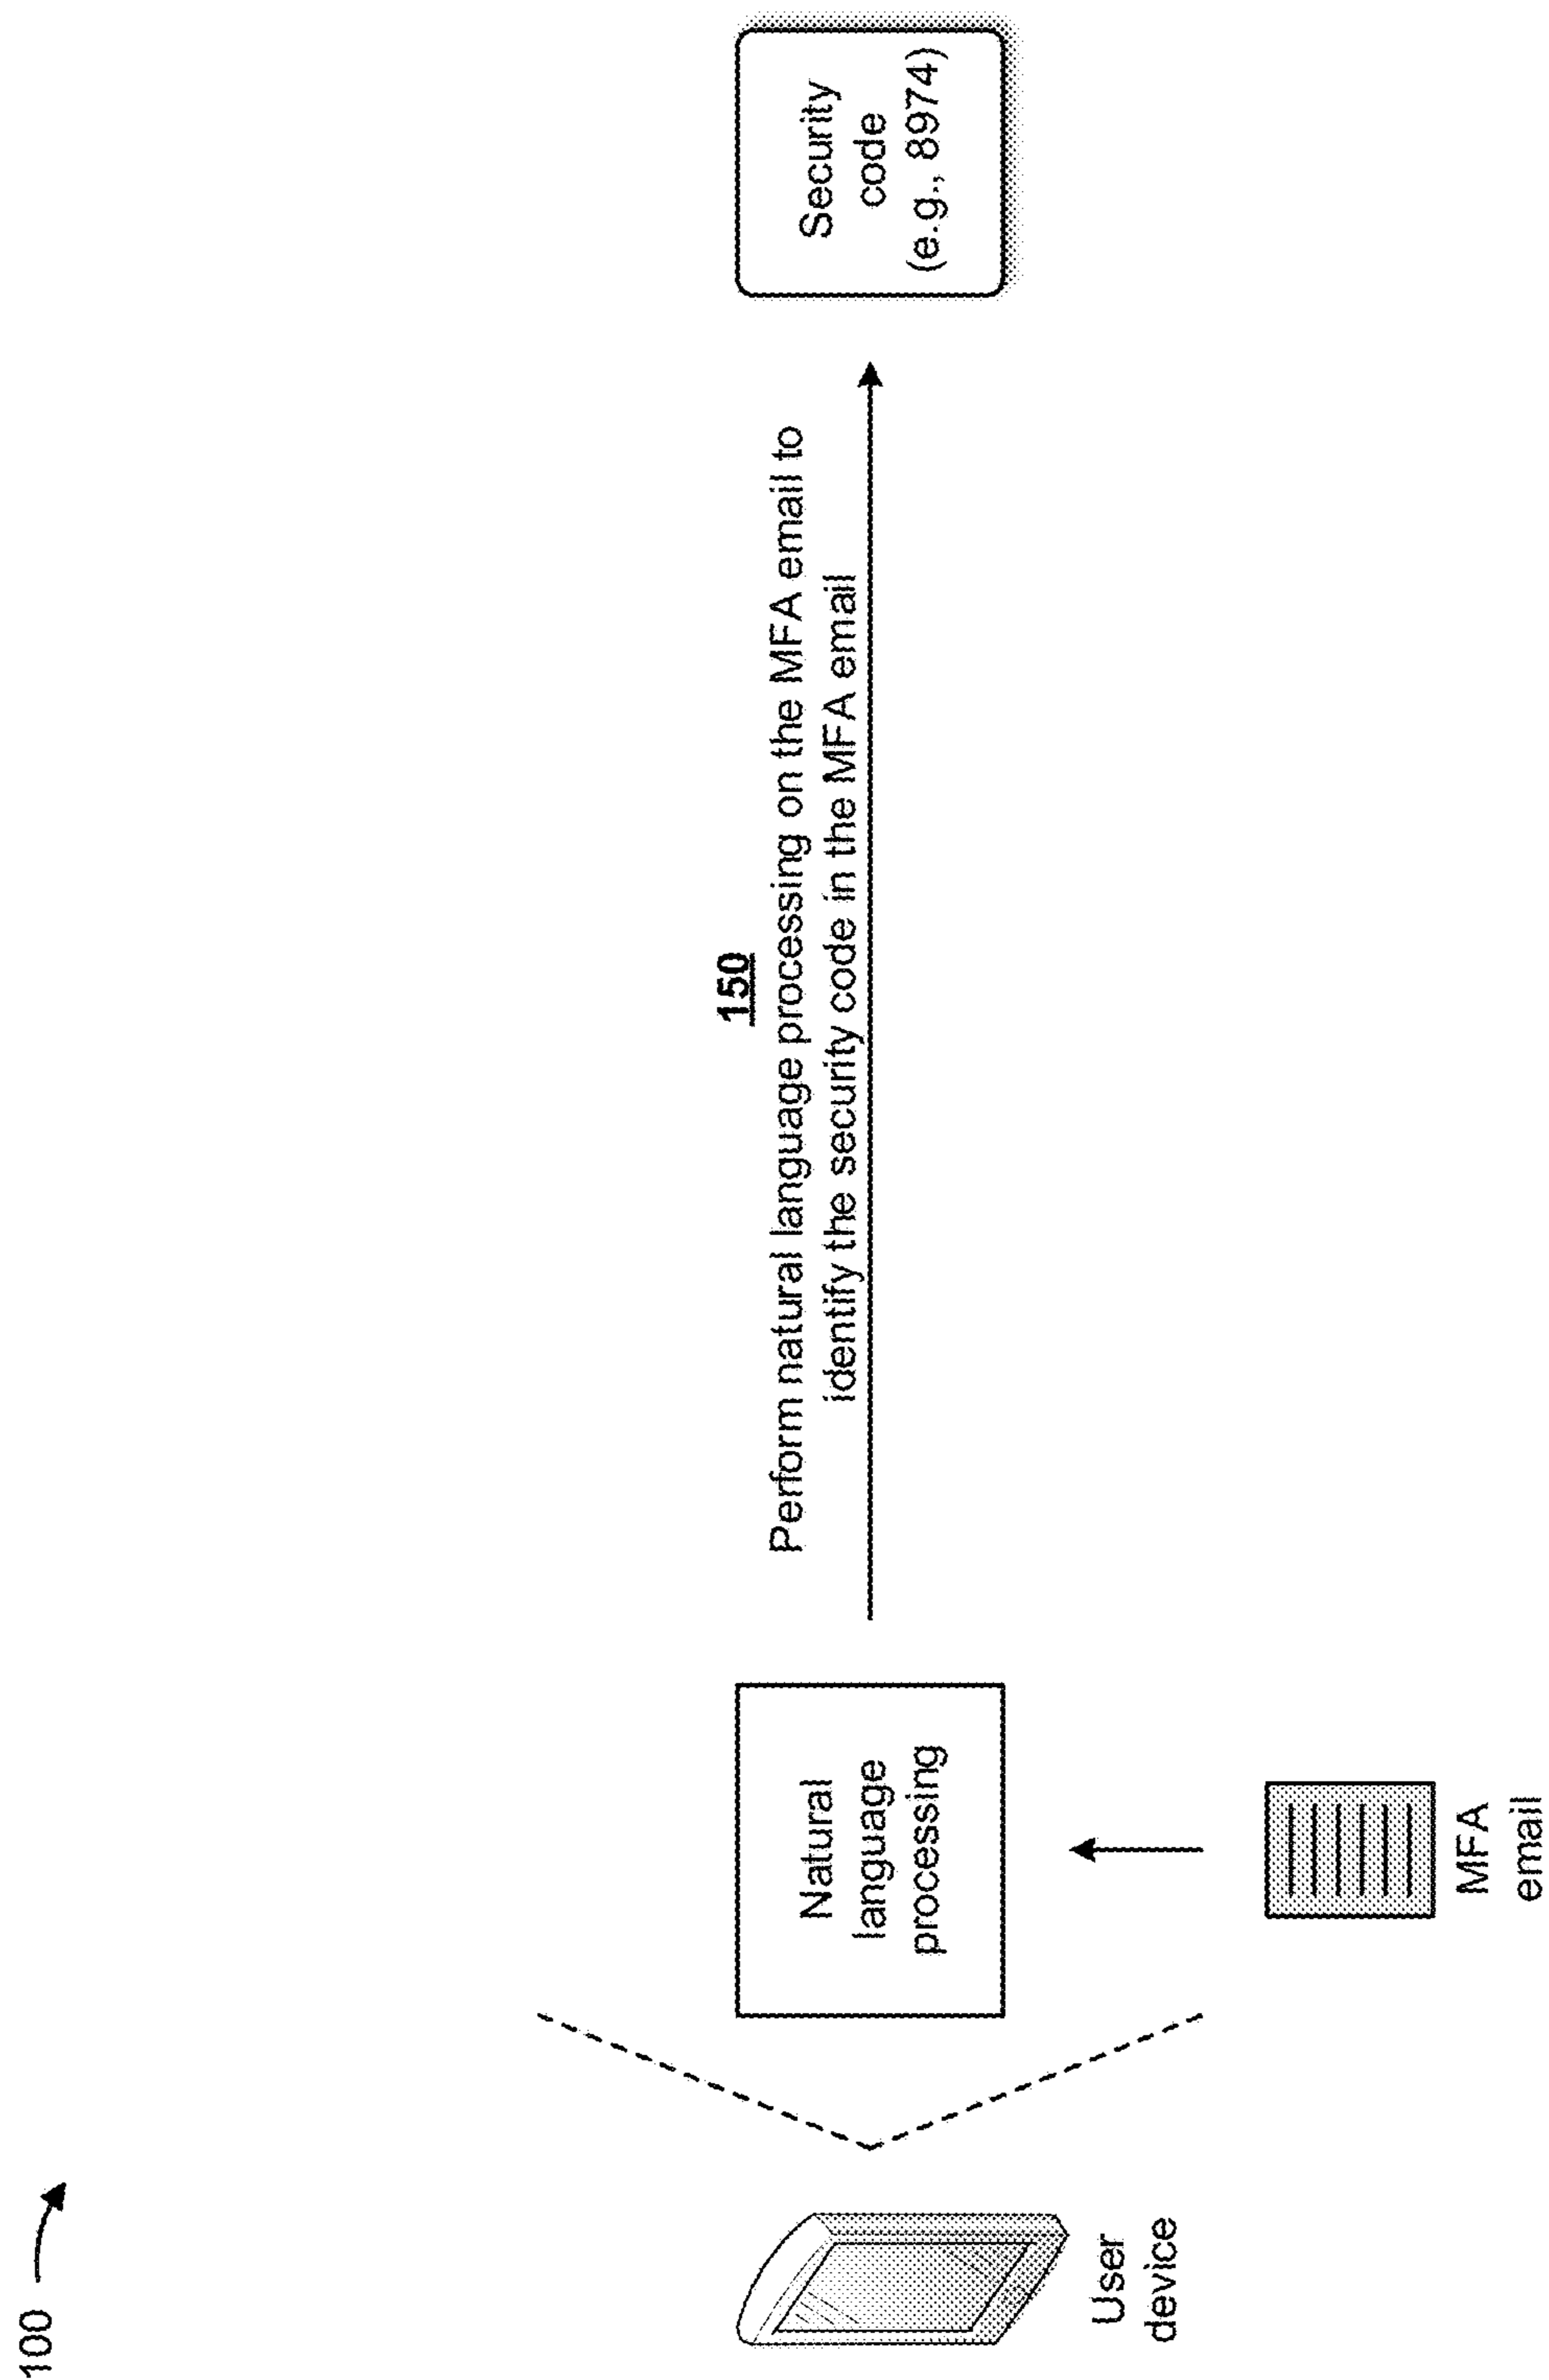 100
150
Perform natural language processing on the MFA email to
identify the security code in the MFA email
User
device
Natural
language
processing
MFA
email
Security
code
(e.g., 8974)